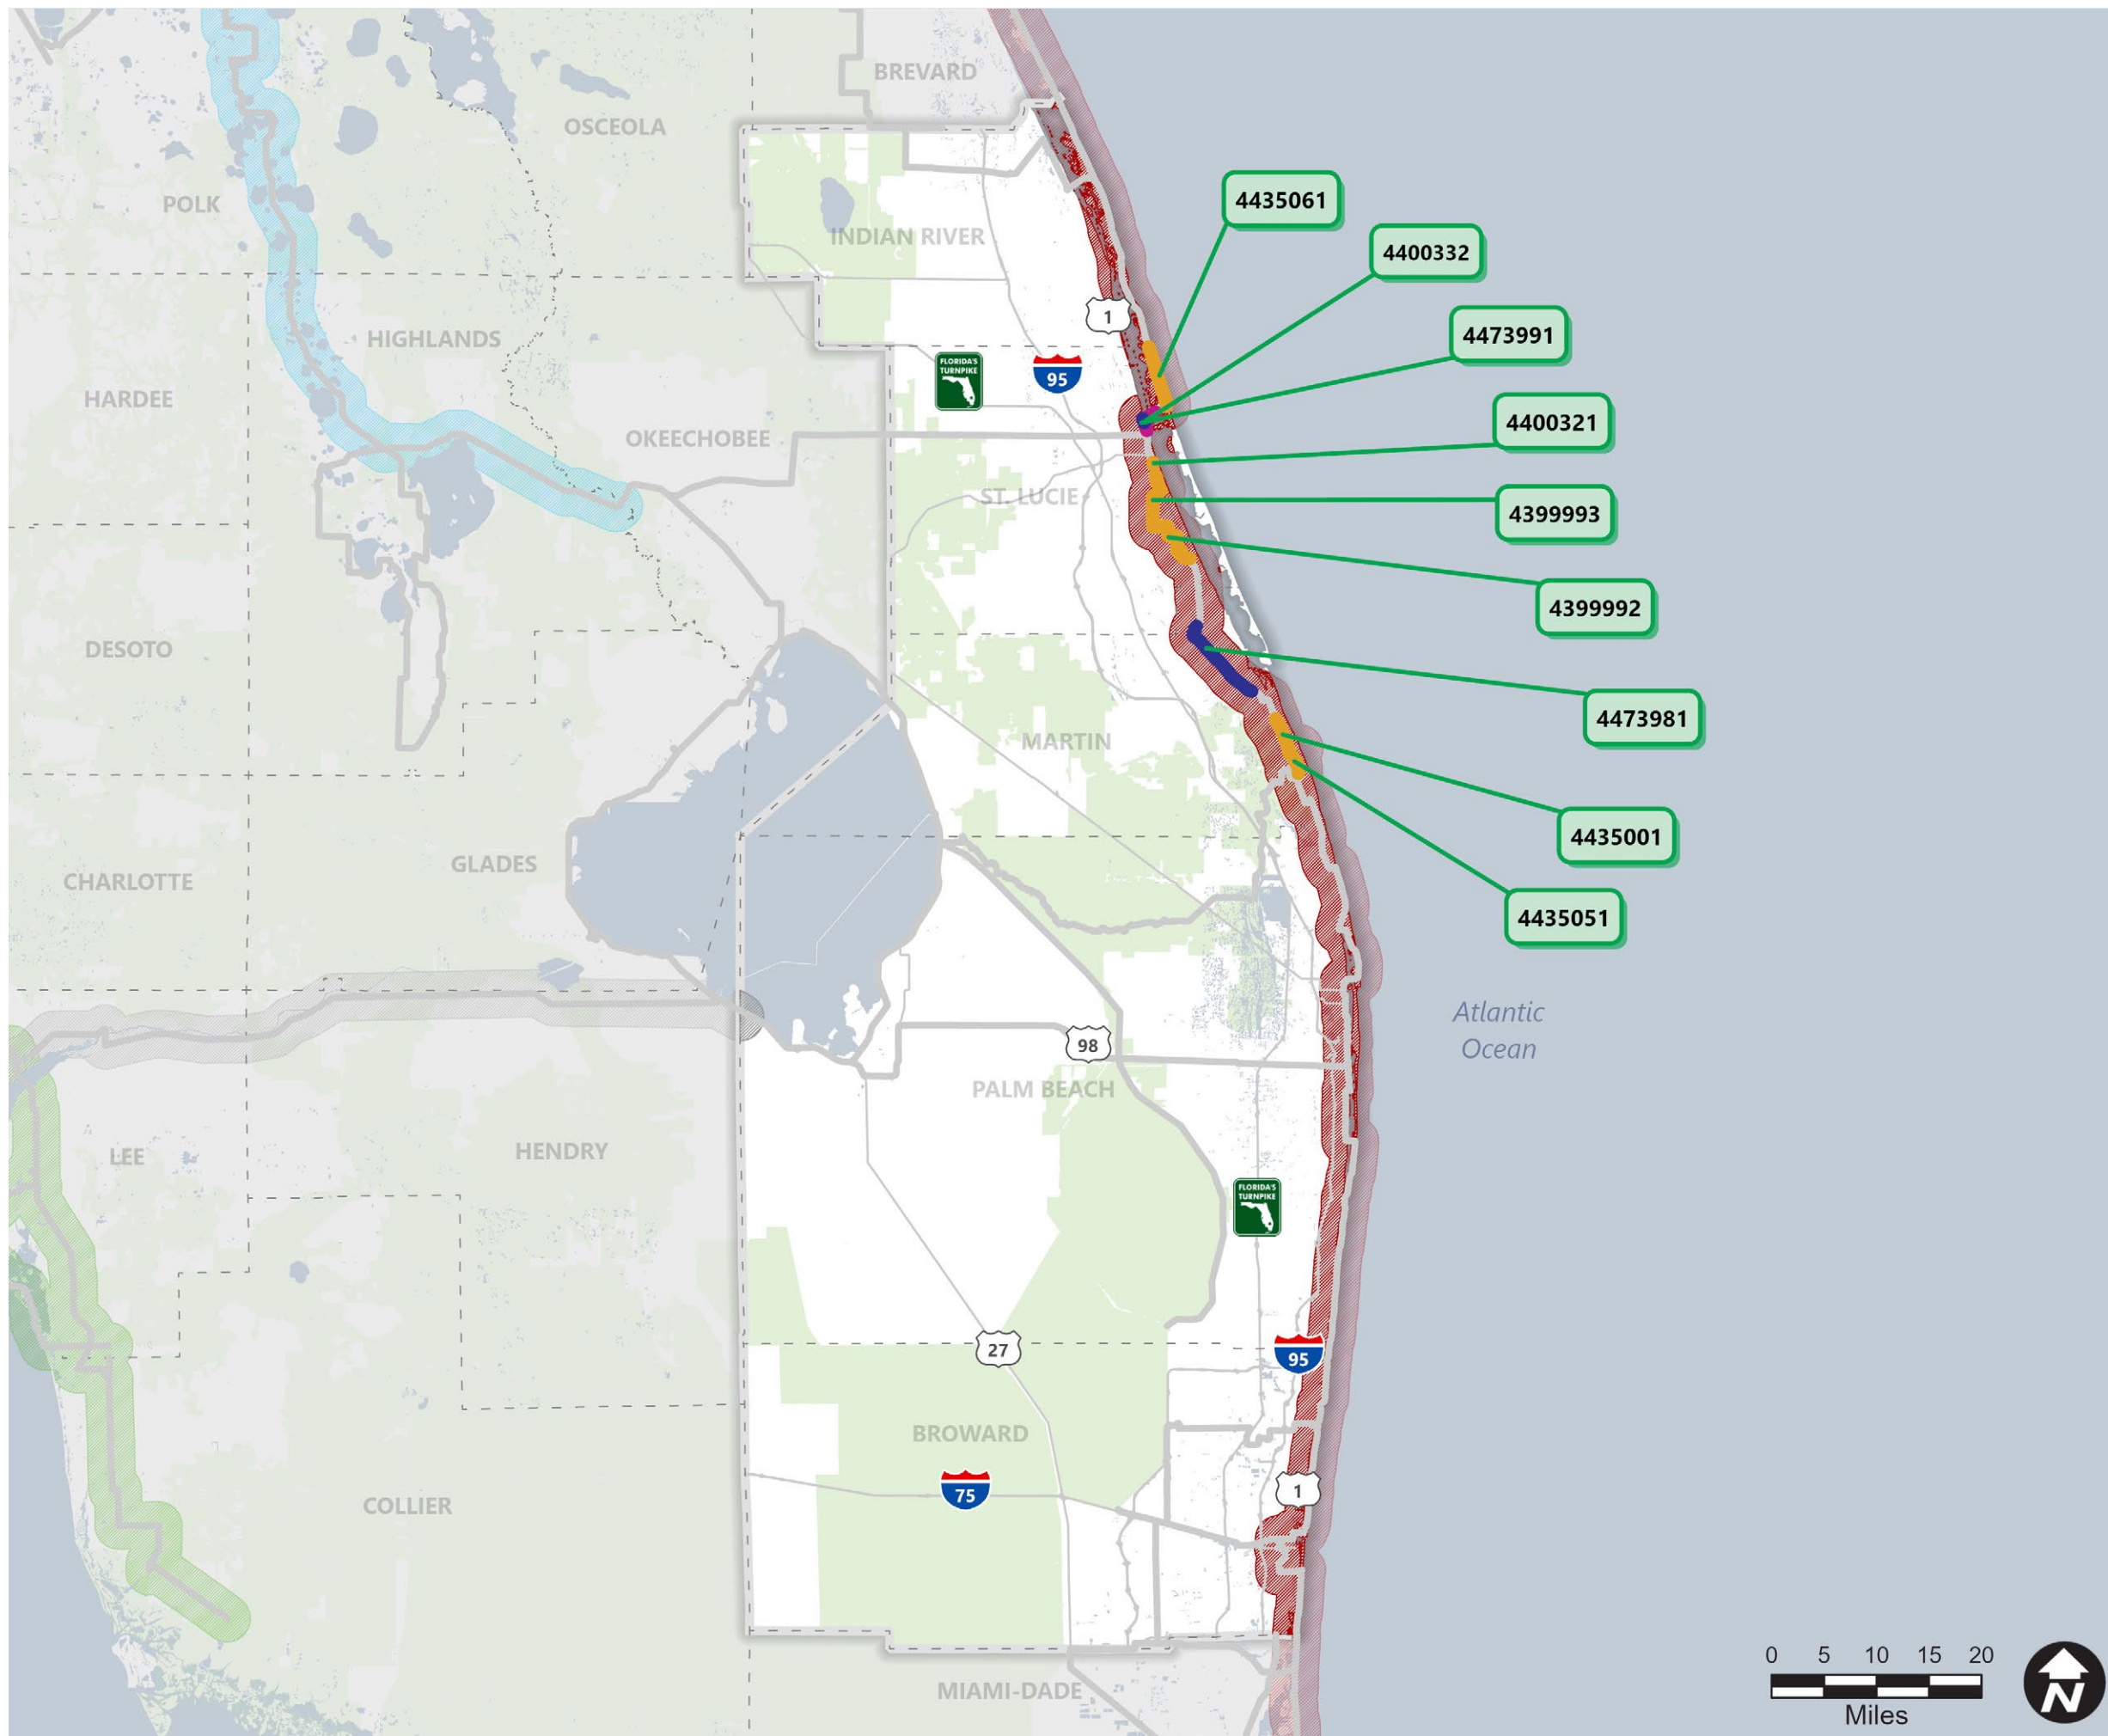 BREVARD
OSCEOLA
POLK
4435061
INDIAN RIVER
4400332
1
HIGHLANDS
4473991
FLORIDA'S
TURNPIKE
95
HARDEE
4400321
OKEECHOBEE
ST. LUCIE
4399993
4399992
DESOTO
4473981
MARTIN
4435001
GLADES
CHARLOTTE
4435051
Atlantic
Ocean
98
PALM BEACH
HENDRY
LEE
FLORIDA'S
TURNPIKE
27
95
BROWARD
75
1
COLLIER
MIAMI-DADE
0 5 10 15 20
Miles
N